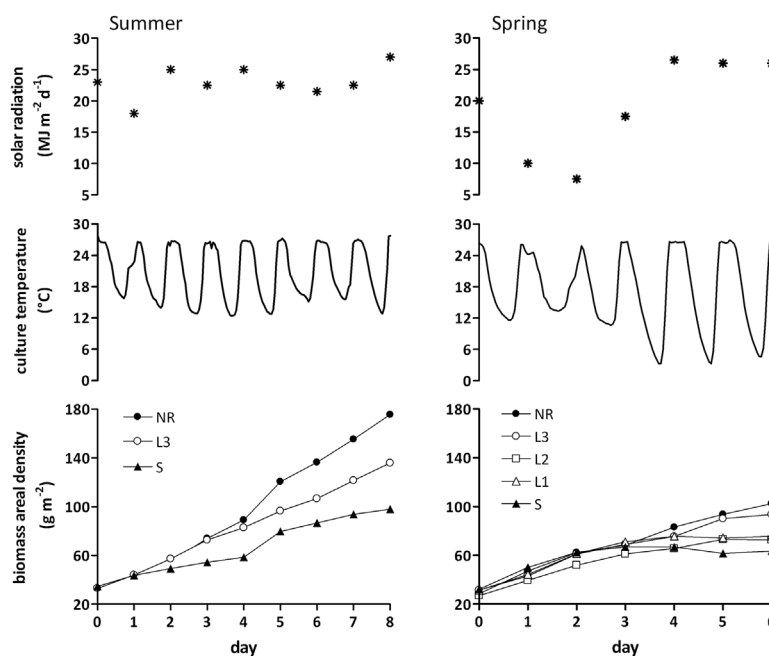 Summer
Spring
solar radiation
(MJ m⁻² d⁻¹)
30
25
20
15
10
5
30
25
20
15
10
5
culture temperature
(°C)
30
24
18
12
6
0
30
24
18
12
6
0
biomass areal density
(g m⁻²)
180
140
100
60
20
NR
L3
S
0 1 2 3 4 5 6 7 8
day
180
140
100
60
20
NR
L3
L2
L1
S
0 1 2 3 4 5
day